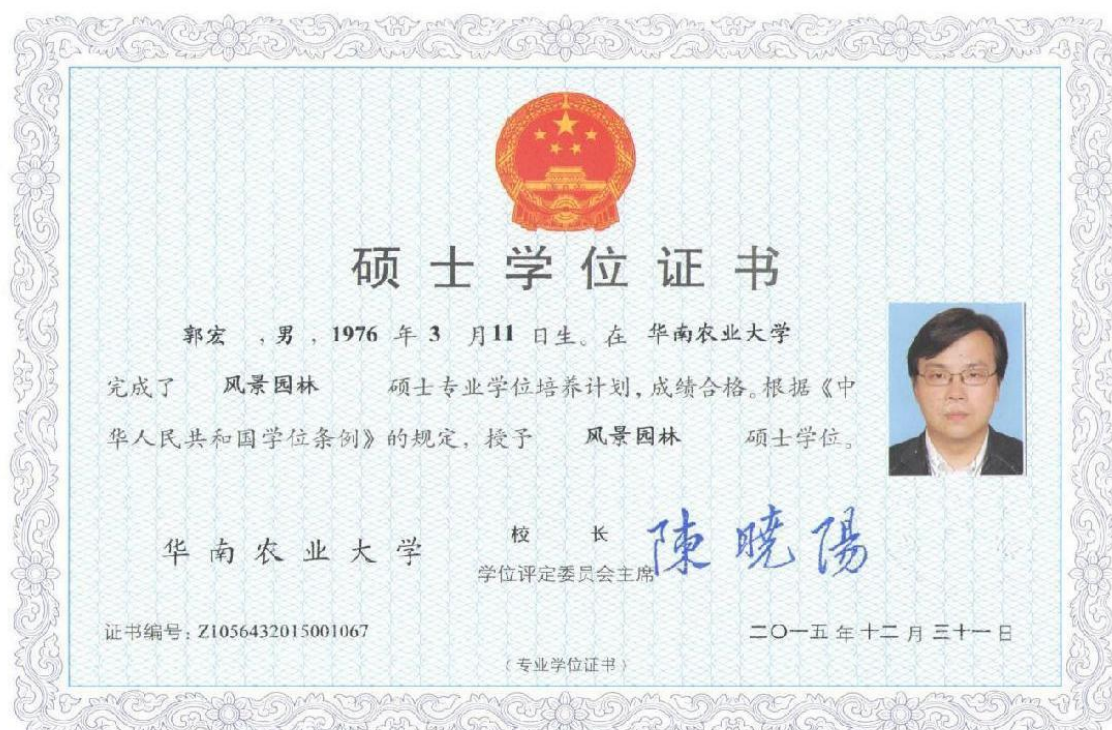 硕士学位证书
郭宏 ,男, 1976 年 3 月 11 日生。在 华南农业大学
完成了 风景园林 硕士专业学位培养计划,成绩合格。根据《中
华人民共和国学位条例》的规定,授予 风景园林 硕士学位。
华南农业大学
校 长
学位评定委员会主席
陳曉陽
证书编号:Z1056432015001067
二〇一五 年 十二 月 三十一 日
(专业学位证书)